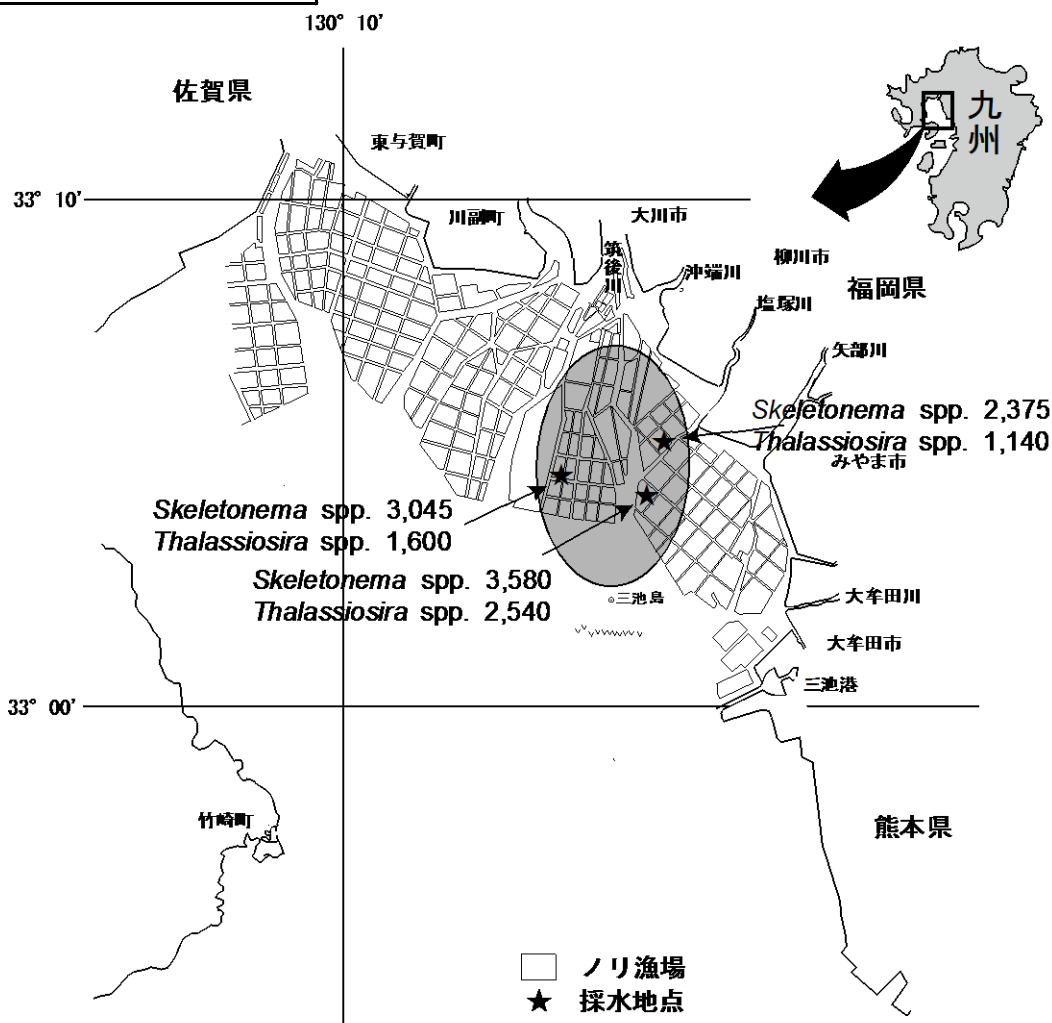 130° 10'
佐賀県
東与賀町
九州
33° 10'
川副町
大川市
筑後川
沖端川
柳川市
福岡県
塩塚川
矢部川
Skeletonema spp. 2,375
Thalassiosira spp. 1,140
みやま市
Skeletonema spp. 3,045
Thalassiosira spp. 1,600
Skeletonema spp. 3,580
Thalassiosira spp. 2,540
三池島
大牟田川
大牟田市
三池港
33° 00'
竹崎町
熊本県
ノリ漁場
採水地点